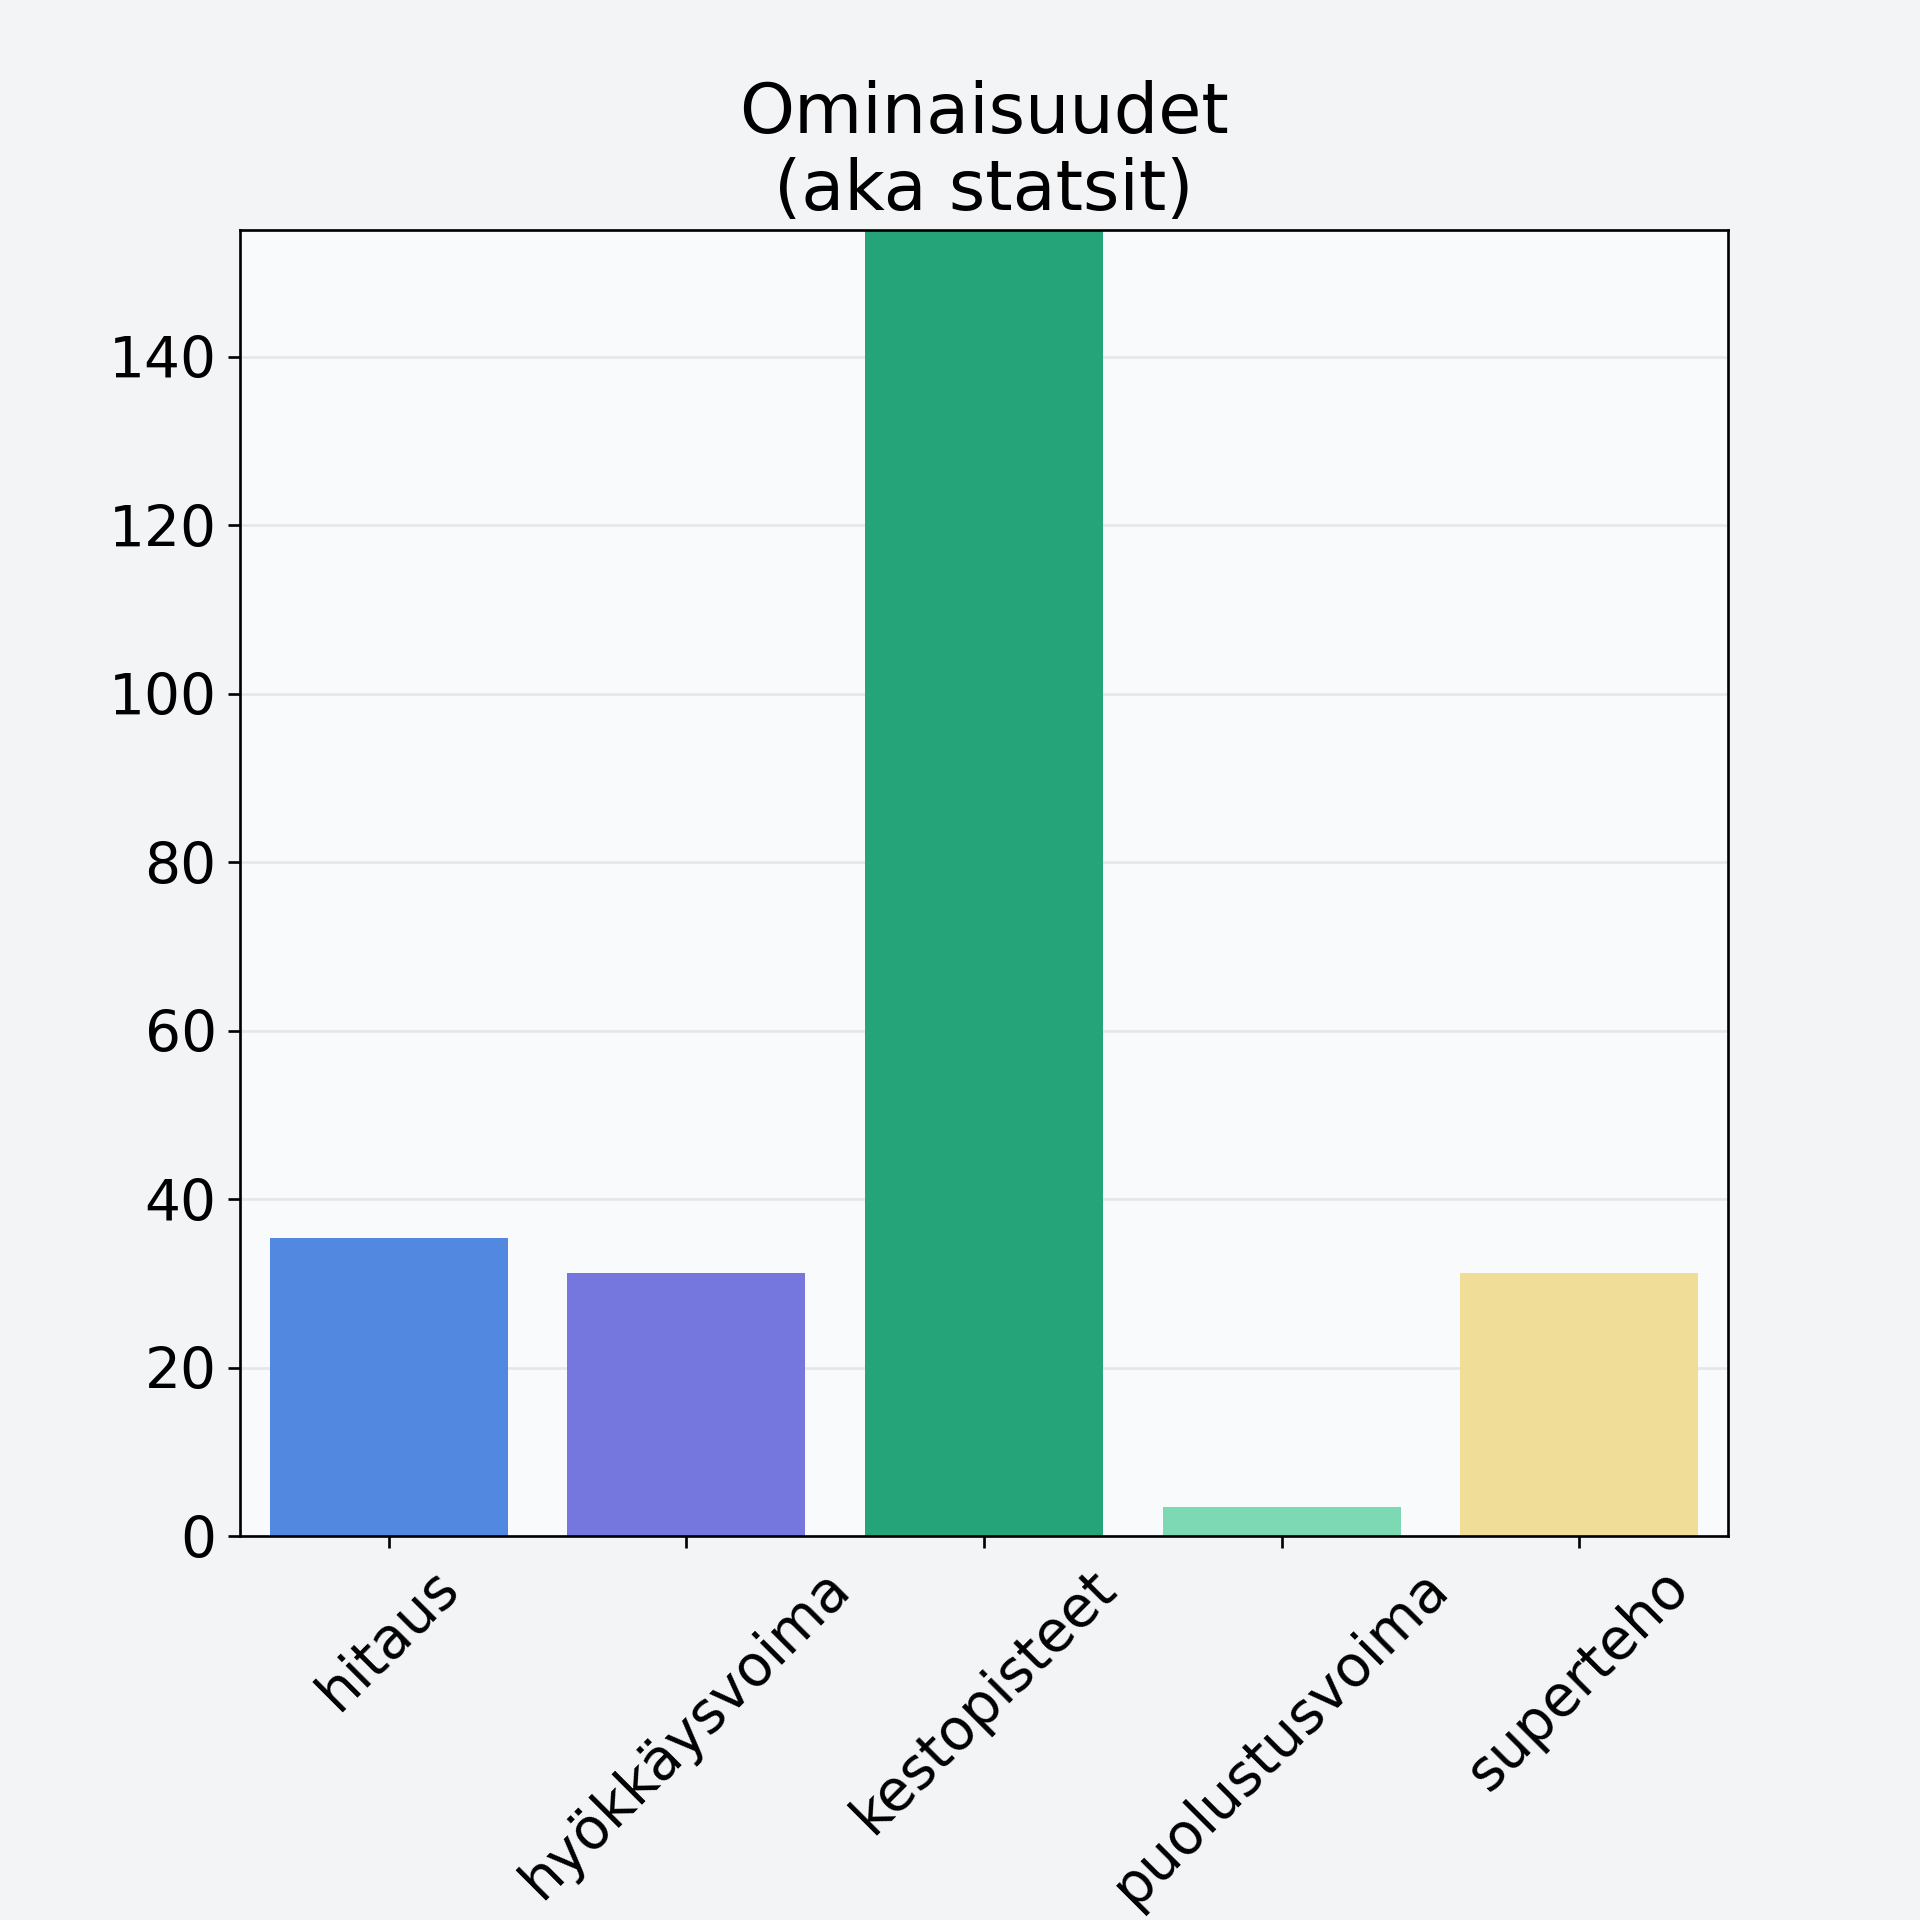 Ominaisuudet
(aka statsit)
140
120
100
80
60
40
20
0
hitaus
hyökkäysvoima
kestopisteet
puolustusvoima
superteho